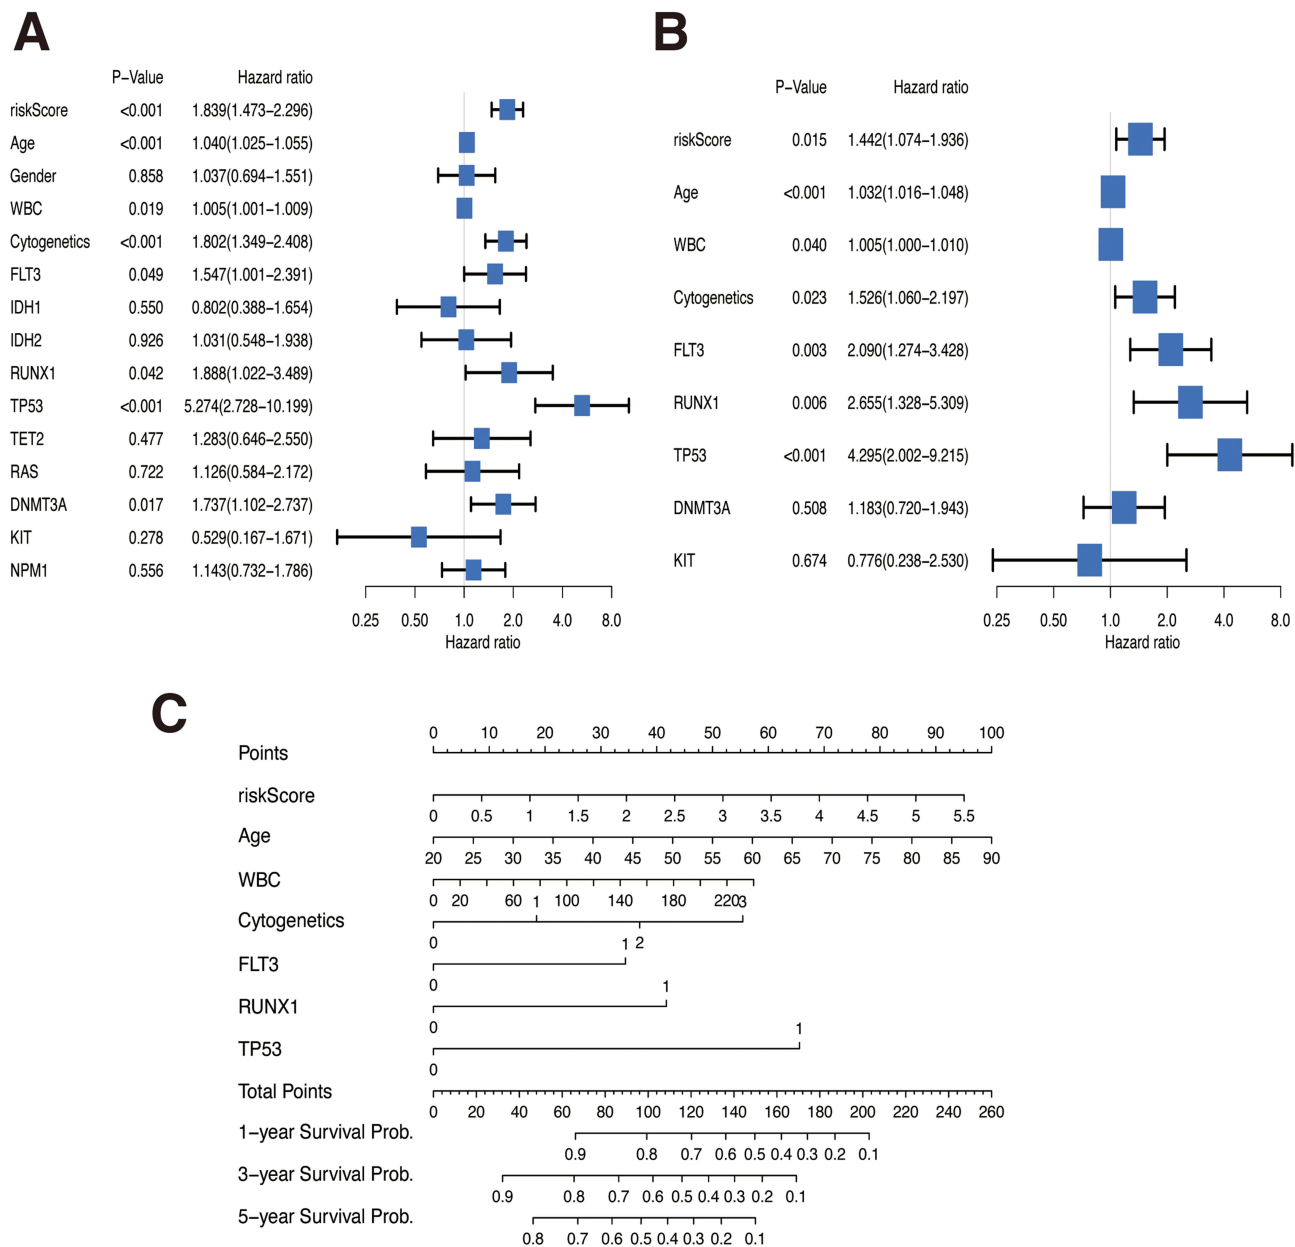 A
P-Value Hazard ratio
riskScore <0.001 1.839(1.473-2.296)
Age <0.001 1.040(1.025-1.055)
Gender 0.858 1.037(0.694-1.551)
WBC 0.019 1.005(1.001-1.009)
Cytogenetics <0.001 1.802(1.349-2.408)
FLT3 0.049 1.547(1.001-2.391)
IDH1 0.550 0.802(0.388-1.654)
IDH2 0.926 1.031(0.548-1.938)
RUNX1 0.042 1.888(1.022-3.489)
TP53 <0.001 5.274(2.728-10.199)
TET2 0.477 1.283(0.646-2.550)
RAS 0.722 1.126(0.584-2.172)
DNMT3A 0.017 1.737(1.102-2.737)
KIT 0.278 0.529(0.167-1.671)
NPM1 0.556 1.143(0.732-1.786)
0.25 0.50 1.0 2.0 4.0 8.0
Hazard ratio
B
P-Value Hazard ratio
riskScore 0.015 1.442(1.074-1.936)
Age <0.001 1.032(1.016-1.048)
WBC 0.040 1.005(1.000-1.010)
Cytogenetics 0.023 1.526(1.060-2.197)
FLT3 0.003 2.090(1.274-3.428)
RUNX1 0.006 2.655(1.328-5.309)
TP53 <0.001 4.295(2.002-9.215)
DNMT3A 0.508 1.183(0.720-1.943)
KIT 0.674 0.776(0.238-2.530)
0.25 0.50 1.0 2.0 4.0 8.0
Hazard ratio
C
0 10 20 30 40 50 60 70 80 90 100
Points
riskScore
0 0.5 1 1.5 2 2.5 3 3.5 4 4.5 5 5.5
Age
20 25 30 35 40 45 50 55 60 65 70 75 80 85 90
WBC
0 20 60 100 140 180 220
1 3
Cytogenetics
0 2
1
FLT3
0
1
RUNX1
0
1
TP53
0
Total Points
0 20 40 60 80 100 120 140 160 180 200 220 240 260
1-year Survival Prob.
0.9 0.8 0.7 0.6 0.5 0.4 0.3 0.2 0.1
3-year Survival Prob.
0.9 0.8 0.7 0.6 0.5 0.4 0.3 0.2 0.1
5-year Survival Prob.
0.8 0.7 0.6 0.5 0.4 0.3 0.2 0.1